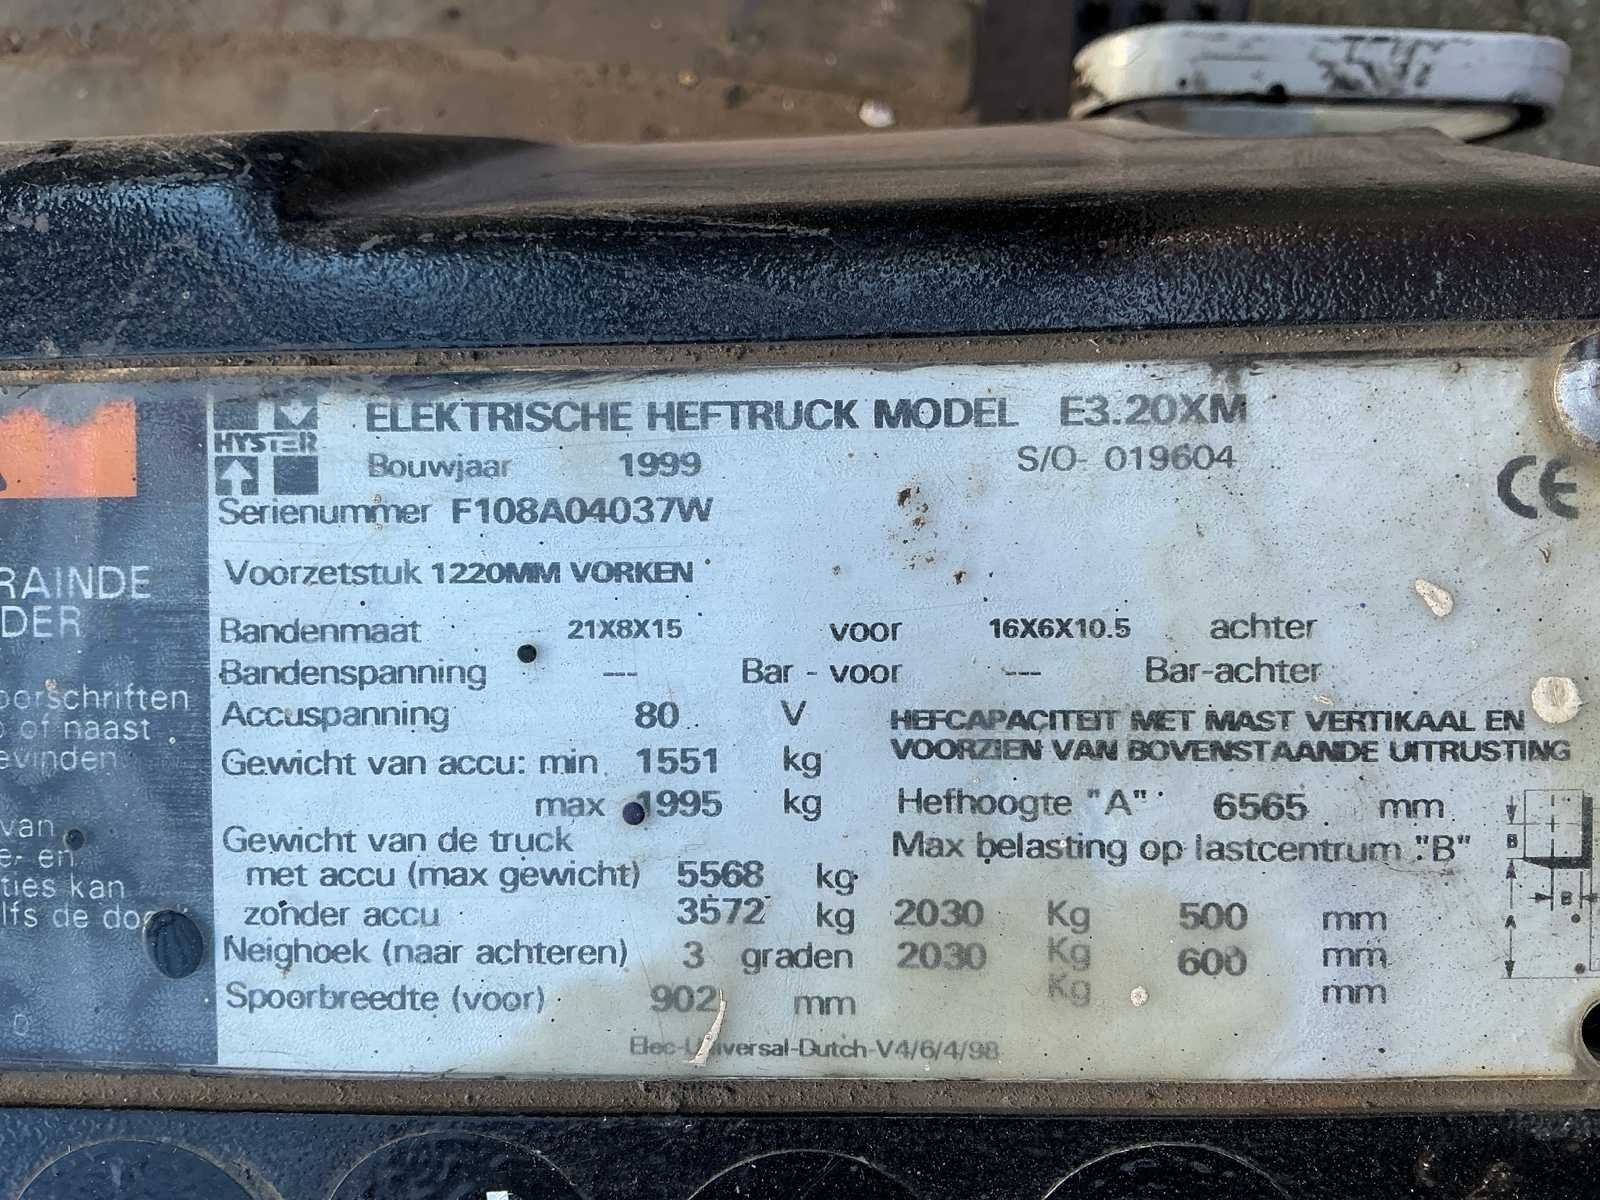 HYSTER
ELEKTRISCHE HEFTRUCK MODEL E3.20XM
Bouwjaar 1999 S/O- 019604
Serienummer F108A04037W
CE
Voorzetstuk 1220MM VORKEN
Bandenmaat 21X8X15 voor 16X6X10.5 achter
Bandenspanning --- Bar - voor --- Bar-achter
Accuspanning 80 V
Gewicht van accu: min 1551 kg
max 1995 kg
Gewicht van de truck
met accu (max gewicht) 5568 kg
zonder accu 3572 kg
Neighoek (naar achteren) 3 graden
Spoorbreedte (voor) 902 mm
HEFCAPACITEIT MET MAST VERTIKAAL EN
VOORZIEN VAN BOVENSTAANDE UITRUSTING
Hefhoogte "A" 6565 mm
Max belasting op lastcentrum "B"
2030 Kg 500 mm
2030 Kg 600 mm
Kg mm
B
A
B
Elec-Universal-Dutch-V4/6/4/98
RAINDE
DER
oorschriften
of naast
evinden
van
e- en
ties kan
lfs de